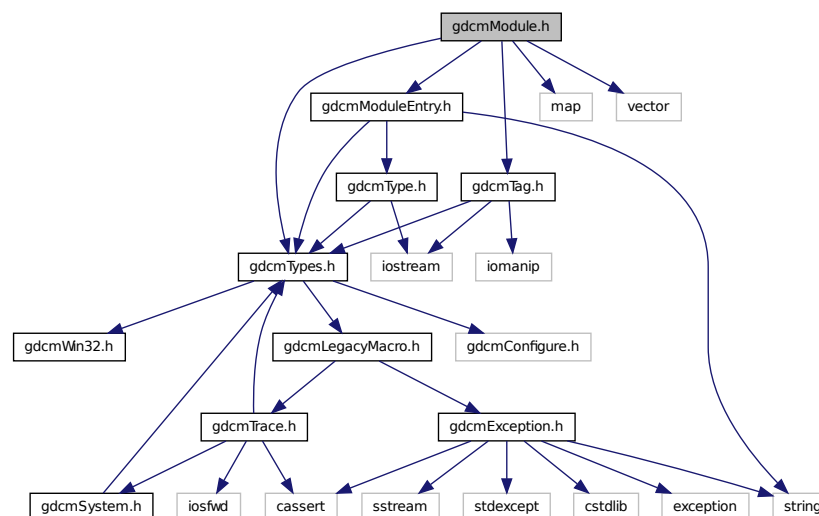 gdcmModule.h
gdcmModuleEntry.h
map
vector
gdcmType.h
gdcmTag.h
gdcmTypes.h
iostream
iomanip
gdcmWin32.h
gdcmLegacyMacro.h
gdcmConfigure.h
gdcmTrace.h
gdcmException.h
gdcmSystem.h
iosfwd
cassert
sstream
stdexcept
cstdlib
exception
string